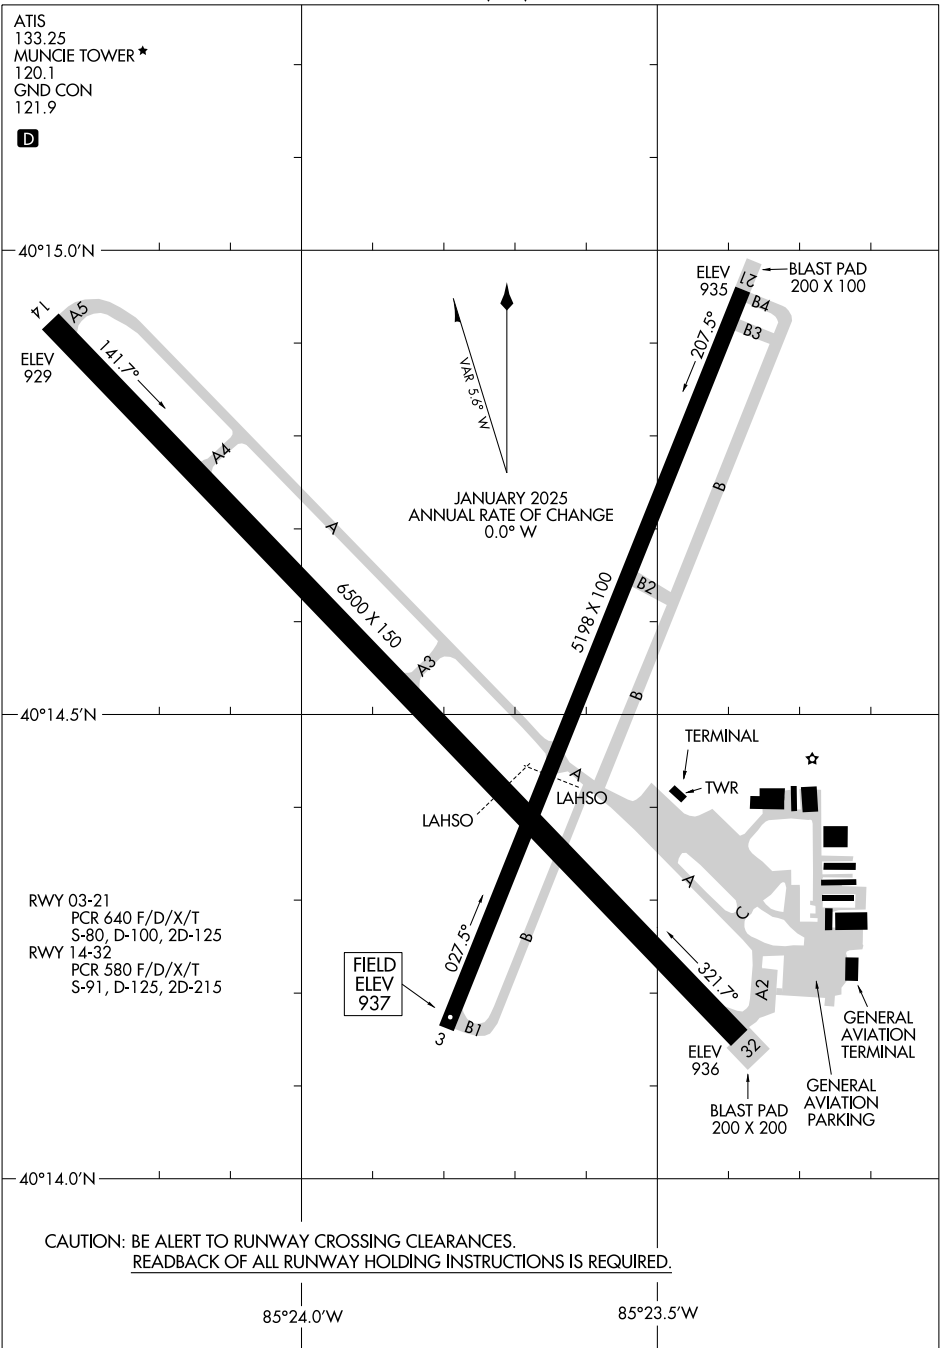 ATIS
133.25
MUNCIE TOWER ★
120.1
GND CON
121.9
D
40°15.0'N
14
A5
ELEV
929
141.7°
A4
A
VAR 5.6° W
JANUARY 2025
ANNUAL RATE OF CHANGE
0.0° W
ELEV
935
21
BLAST PAD
200 X 100
B4
B3
207.5°
B
6500 X 150
A3
5198 X 100
B2
B
40°14.5'N
TERMINAL
TWR
A
LAHSO
LAHSO
A
C
RWY 03-21
PCR 640 F/D/X/T
S-80, D-100, 2D-125
RWY 14-32
PCR 580 F/D/X/T
S-91, D-125, 2D-215
FIELD
ELEV
937
027.5°
B
3
B1
321.7°
A2
ELEV
936
32
BLAST PAD
200 X 200
GENERAL
AVIATION
TERMINAL
GENERAL
AVIATION
PARKING
40°14.0'N
CAUTION: BE ALERT TO RUNWAY CROSSING CLEARANCES.
READBACK OF ALL RUNWAY HOLDING INSTRUCTIONS IS REQUIRED.
85°24.0'W
85°23.5'W